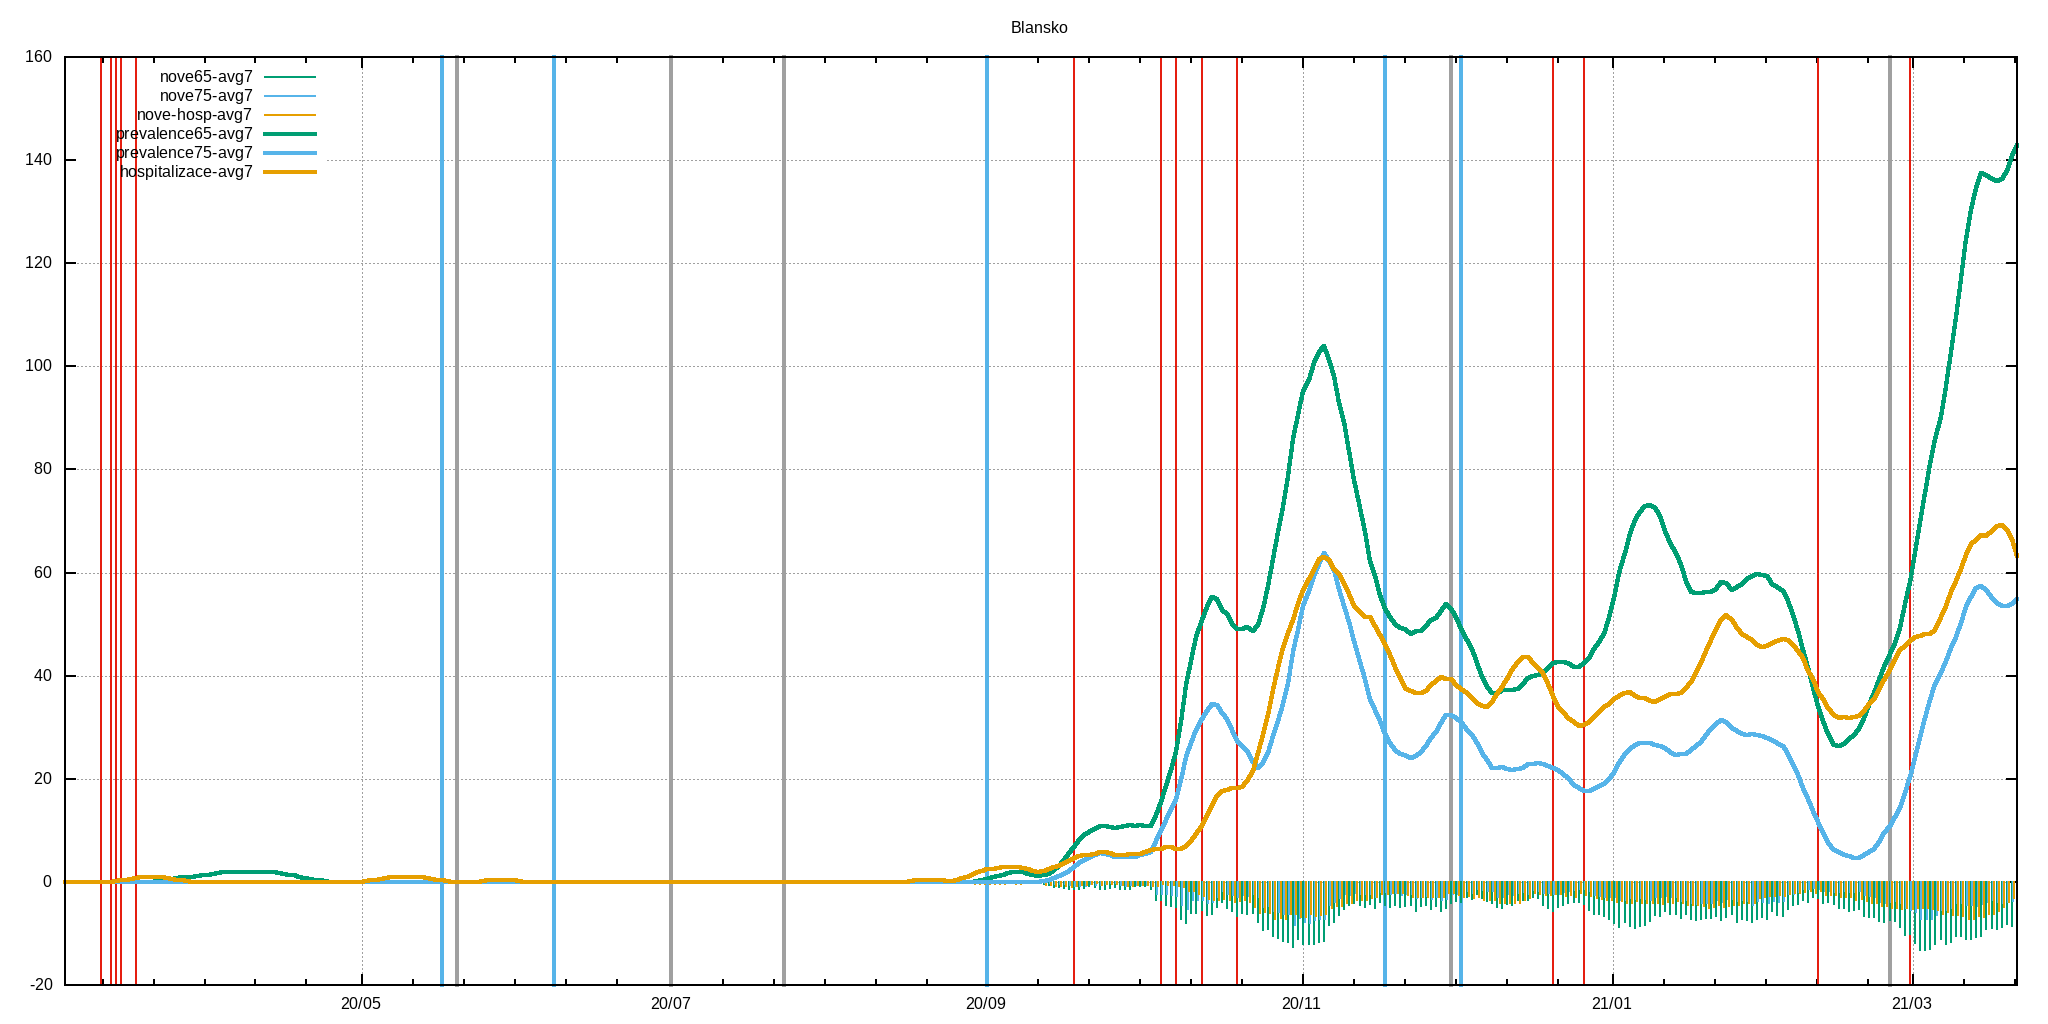 Blansko
160
140
120
100
80
60
40
20
0
-20
nove65-avg7
nove75-avg7
nove-hosp-avg7
prevalence65-avg7
prevalence75-avg7
hospitalizace-avg7
20/05
20/07
20/09
20/11
21/01
21/03